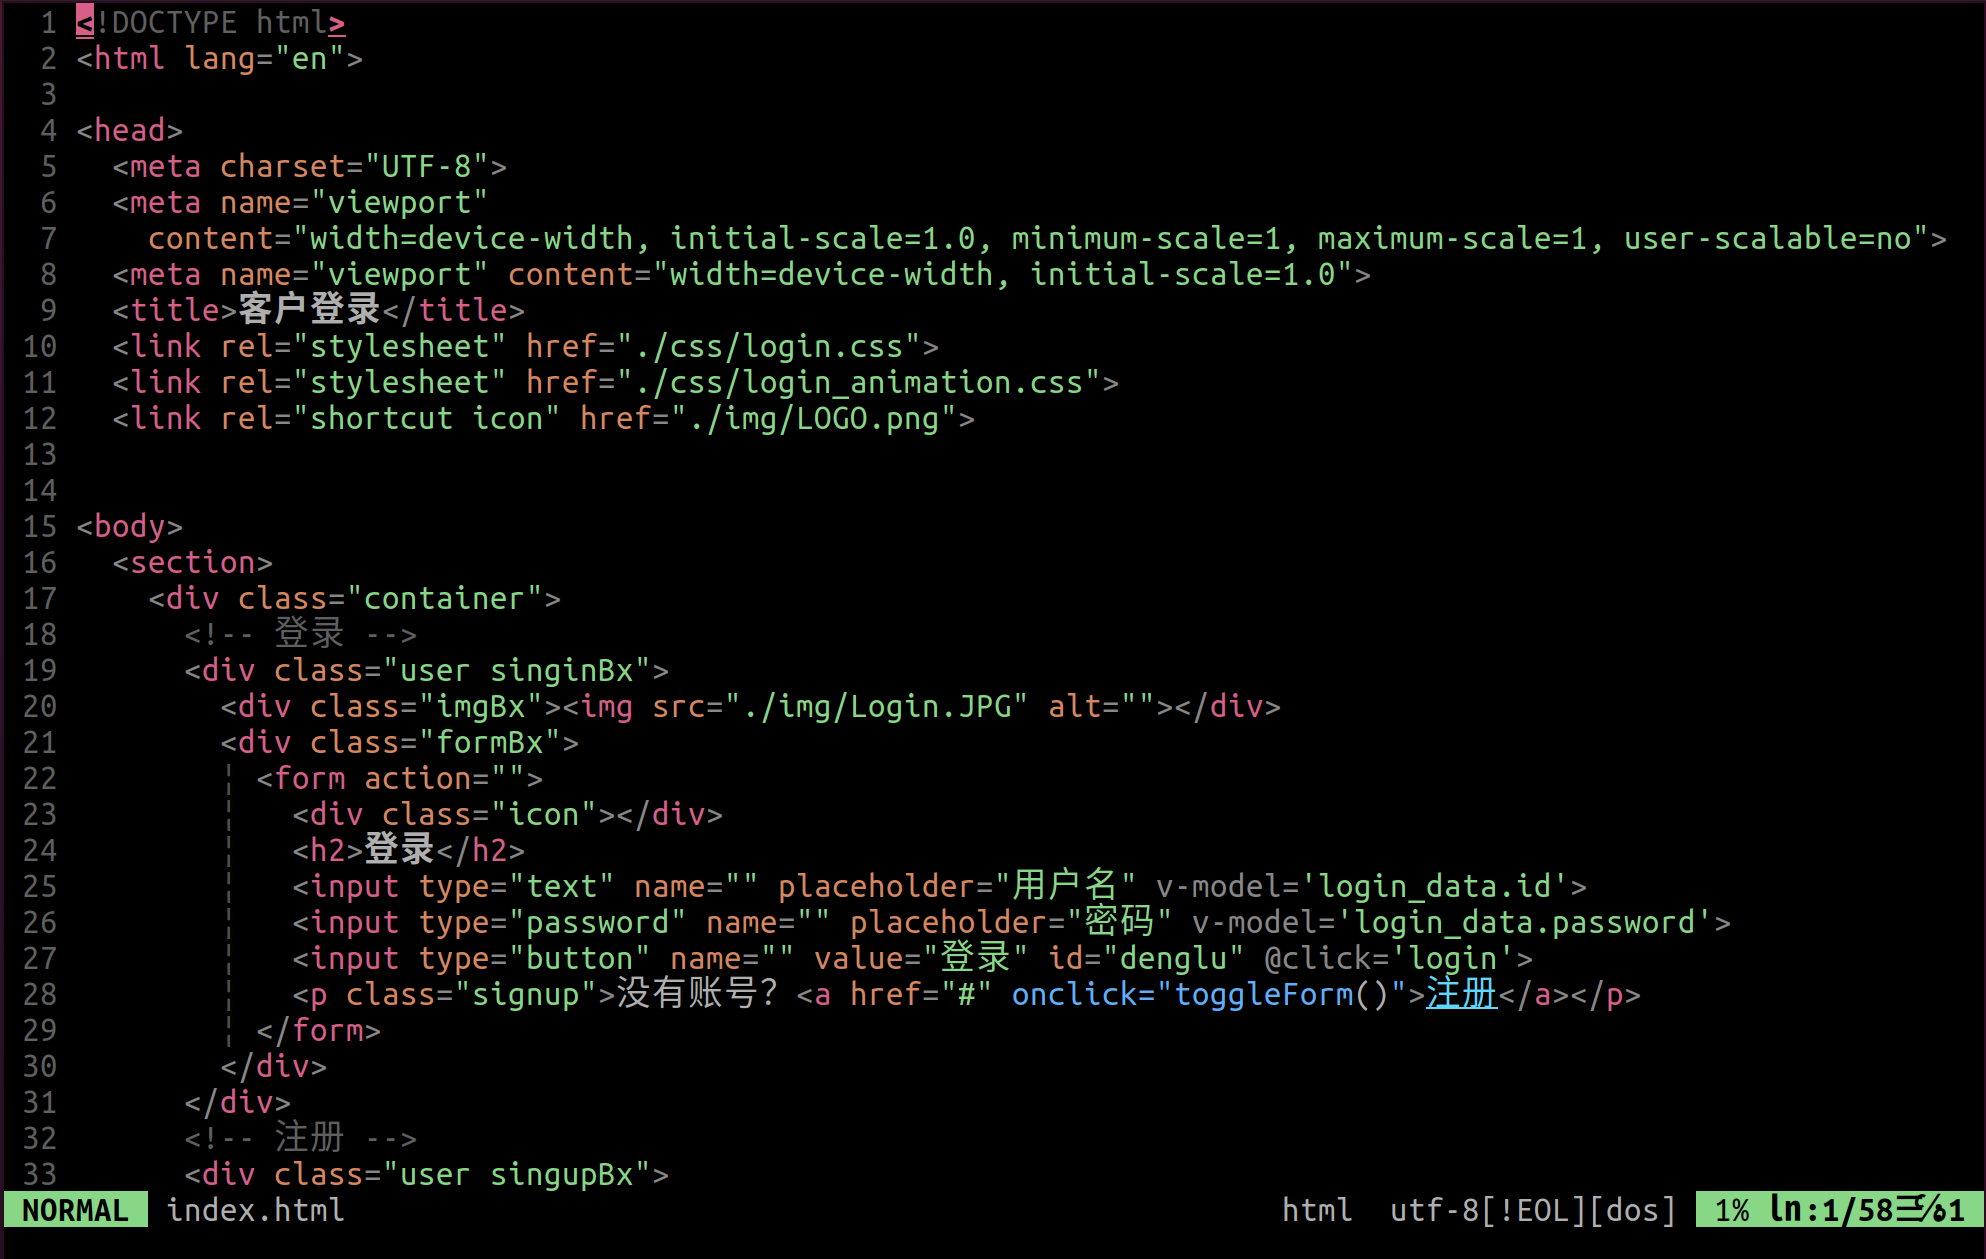 1 <!DOCTYPE html>
2 <html lang="en">
3
4 <head>
5   <meta charset="UTF-8">
6   <meta name="viewport"
7     content="width=device-width, initial-scale=1.0, minimum-scale=1, maximum-scale=1, user-scalable=no">
8   <meta name="viewport" content="width=device-width, initial-scale=1.0">
9   <title>客户登录</title>
10   <link rel="stylesheet" href="./css/login.css">
11   <link rel="stylesheet" href="./css/login_animation.css">
12   <link rel="shortcut icon" href="./img/LOGO.png">
13
14
15 <body>
16   <section>
17     <div class="container">
18       <!-- 登录 -->
19       <div class="user singinBx">
20         <div class="imgBx"><img src="./img/Login.JPG" alt=""></div>
21         <div class="formBx">
22         ¦ <form action="">
23         ¦   <div class="icon"></div>
24         ¦   <h2>登录</h2>
25         ¦   <input type="text" name="" placeholder="用户名" v-model='login_data.id'>
26         ¦   <input type="password" name="" placeholder="密码" v-model='login_data.password'>
27         ¦   <input type="button" name="" value="登录" id="denglu" @click='login'>
28         ¦   <p class="signup">没有账号？<a href="#" onclick="toggleForm()">注册</a></p>
29         ¦ </form>
30         </div>
31       </div>
32       <!-- 注册 -->
33       <div class="user singupBx">
NORMAL index.html html utf-8[!EOL][dos] 1% ln:1/58☰℅1